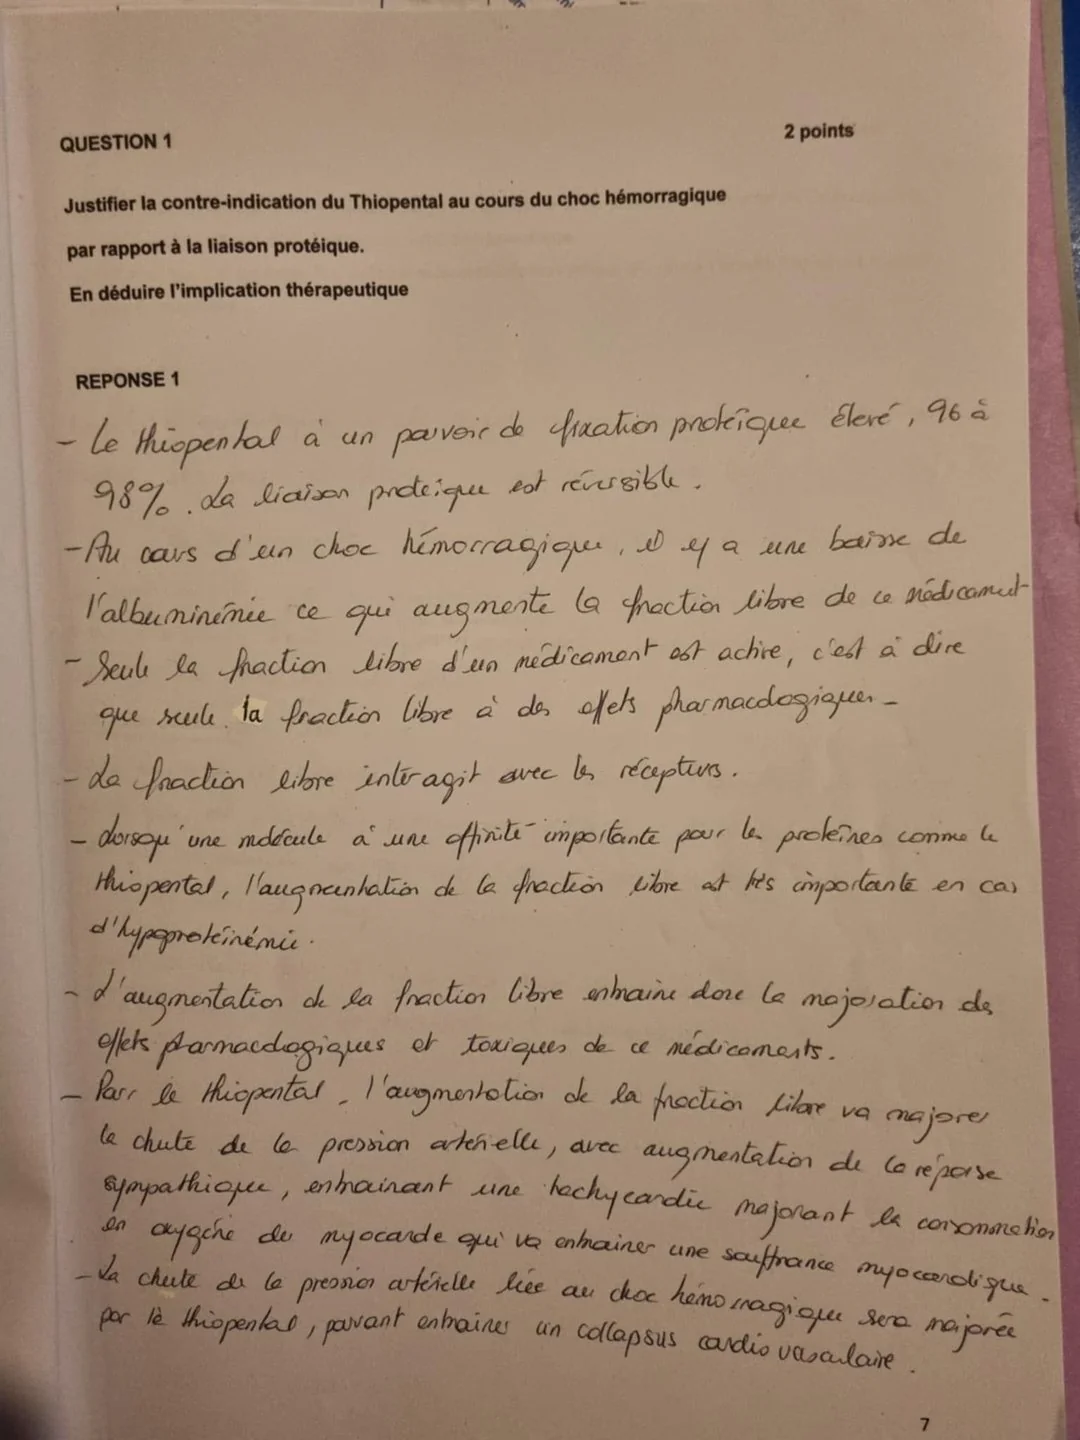 QUESTION 1
2 points
Justifier la contre-indication du Thiopental au cours du choc hémorragique
par rapport à la liaison protéique.
En déduire l'implication thérapeutique
REPONSE 1
- Le thiopental à un pouvoir de fixation protéique élevé, 96 à
98%. La liaison protéique est réversible.
- Au cours d'un choc hémorragique, il y a une baisse de
l'albuminémie ce qui augmente la fraction libre de ce médicament
- Seule la fraction libre d'un médicament est active, c'est à dire
que seule la fraction libre à des effets pharmacologiques -
- La fraction libre intéragit avec les récepteurs.
- Lorsqu'une molécule à une affinité importante pour les protéines comme le
thiopental, l'augmentation de la fraction libre est très importante en cas
d'hypoprotéinémie.
- L'augmentation de la fraction libre entraine donc la majoration des
effets pharmacologiques et toxiques de ce médicaments.
- Pour le thiopental, l'augmentation de la fraction libre va majorer
la chute de la pression artérielle, avec augmentation de la réponse
sympathique, entrainant une tachycardie majorant la consommation
en oxygène du myocarde qui va entrainer une souffrance myocardique.
- La chute de la pression artérielle liée au choc hémorragique sera majorée
par le thiopental, pouvant entrainer un collapsus cardiovasculaire.
7